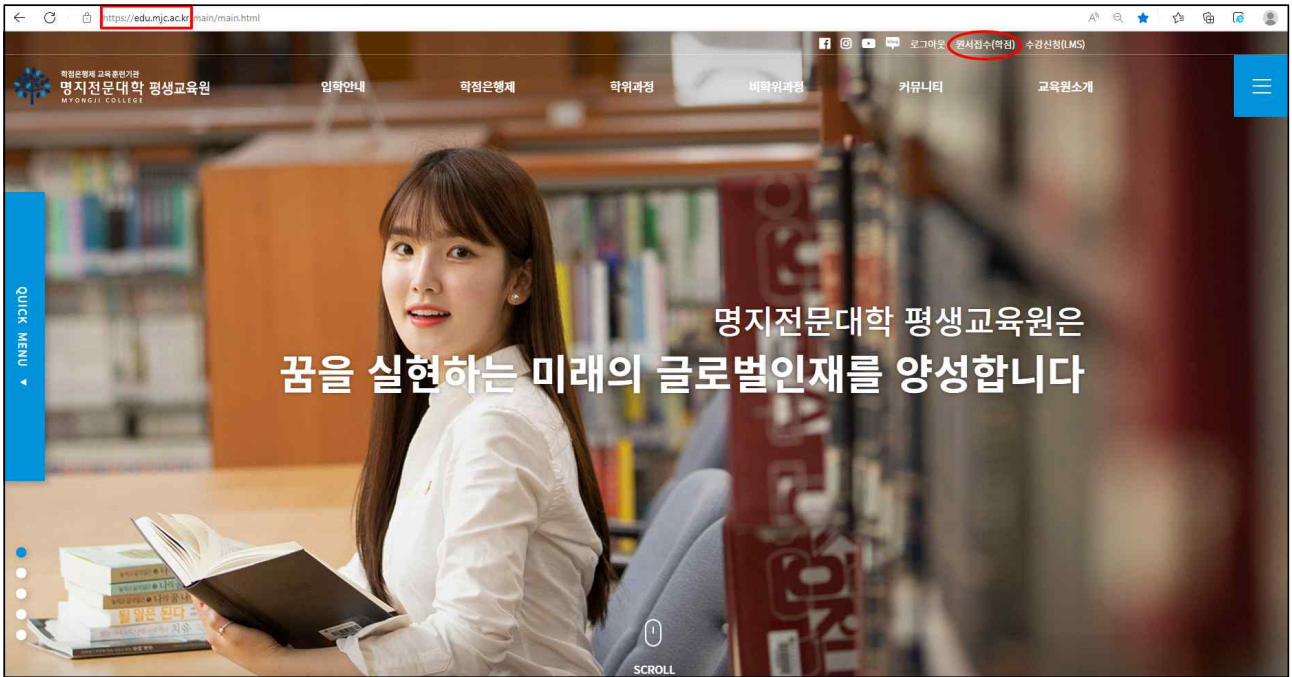 https://edu.mjc.ac.kr/main/main.html
로그아웃 원서접수(학점) 수강신청(LMS)
학점은행제 교육훈련기관
명지전문대학 평생교육원
MYONGJI COLLEGE
입학안내 학점은행제 학위과정 비학위과정 커뮤니티 교육원소개
QUICK MENU
명지전문대학 평생교육원은
꿈을 실현하는 미래의 글로벌인재를 양성합니다
SCROLL